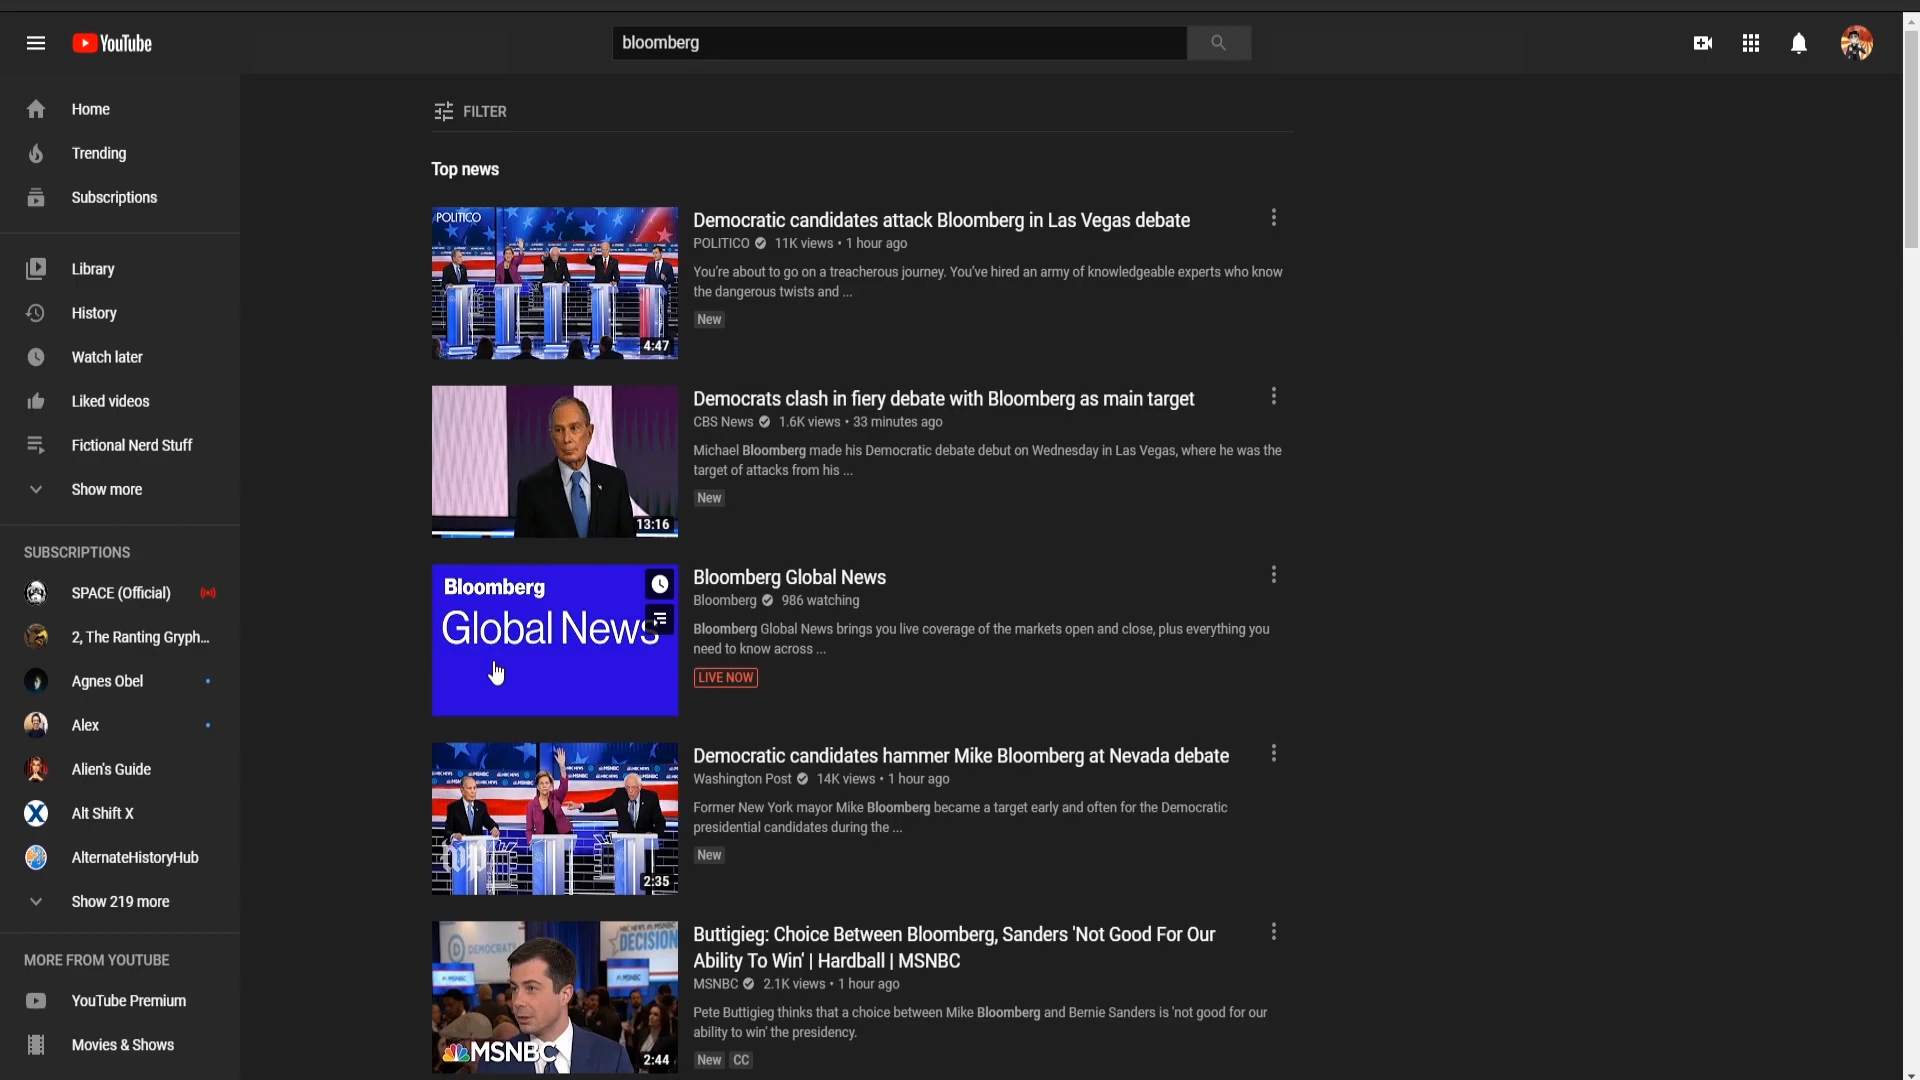 YouTube
bloomberg
Home
Trending
Subscriptions
Library
History
Watch later
Liked videos
Fictional Nerd Stuff
Show more
SUBSCRIPTIONS
SPACE (Official)
2, The Ranting Gryph...
Agnes Obel
Alex
Alien's Guide
Alt Shift X
AlternateHistoryHub
Show 219 more
MORE FROM YOUTUBE
YouTube Premium
Movies & Shows
FILTER
Top news
POLITICO
4:47
Democratic candidates attack Bloomberg in Las Vegas debate
POLITICO 11K views • 1 hour ago
You're about to go on a treacherous journey. You've hired an army of knowledgeable experts who know
the dangerous twists and ...
New
13:16
Democrats clash in fiery debate with Bloomberg as main target
CBS News 1.6K views • 33 minutes ago
Michael Bloomberg made his Democratic debate debut on Wednesday in Las Vegas, where he was the
target of attacks from his ...
New
Bloomberg
Global News
Bloomberg Global News
Bloomberg 986 watching
Bloomberg Global News brings you live coverage of the markets open and close, plus everything you
need to know across ...
LIVE NOW
wp
2:35
Democratic candidates hammer Mike Bloomberg at Nevada debate
Washington Post 14K views • 1 hour ago
Former New York mayor Mike Bloomberg became a target early and often for the Democratic
presidential candidates during the ...
New
DECISION
MSNBC
2:44
Buttigieg: Choice Between Bloomberg, Sanders 'Not Good For Our
Ability To Win' | Hardball | MSNBC
MSNBC 2.1K views • 1 hour ago
Pete Buttigieg thinks that a choice between Mike Bloomberg and Bernie Sanders is 'not good for our
ability to win' the presidency.
New CC